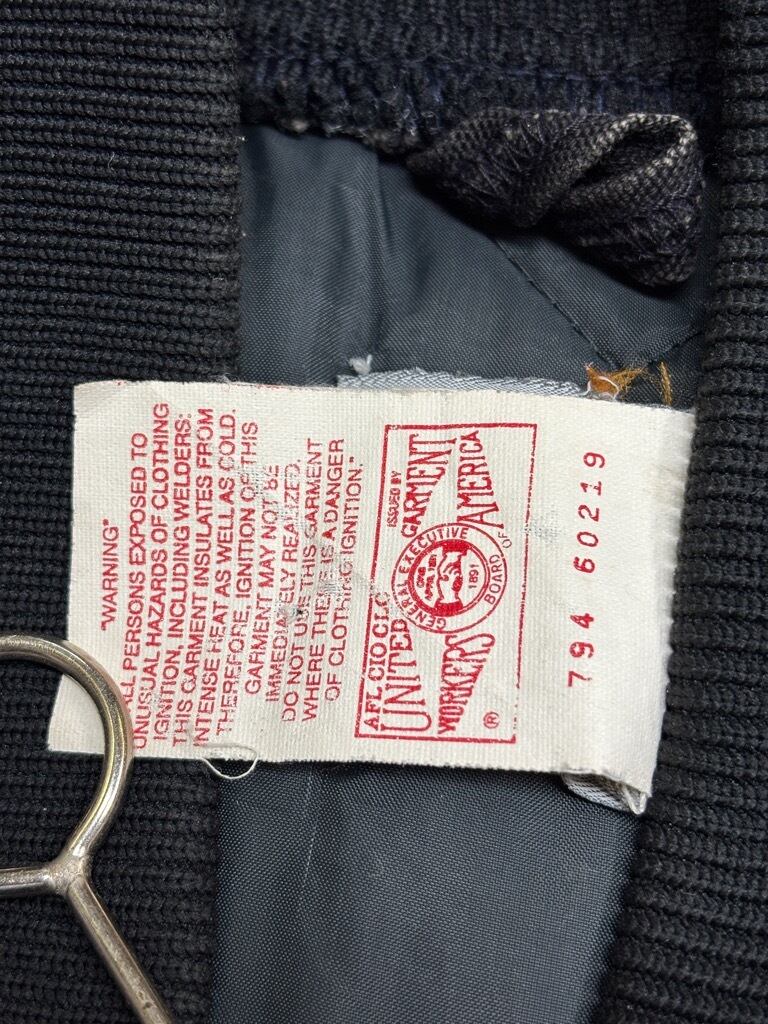 "WARNING"
ALL PERSONS EXPOSED TO
UNUSUAL HAZARDS OF CLOTHING
IGNITION, INCLUDING WELDERS:
THIS GARMENT INSULATES FROM
INTENSE HEAT AS WELL AS COLD.
THEREFORE, IGNITION OF THIS
GARMENT MAY NOT BE
IMMEDIATELY REALIZED.
DO NOT USE THIS GARMENT
WHERE THERE IS A DANGER
OF CLOTHING IGNITION."
AFL CIO CLC
ISSUED BY
UNITED GARMENT
WORKERS
AMERICA
GENERAL EXECUTIVE
BOARD OF
1891
®
794 60219